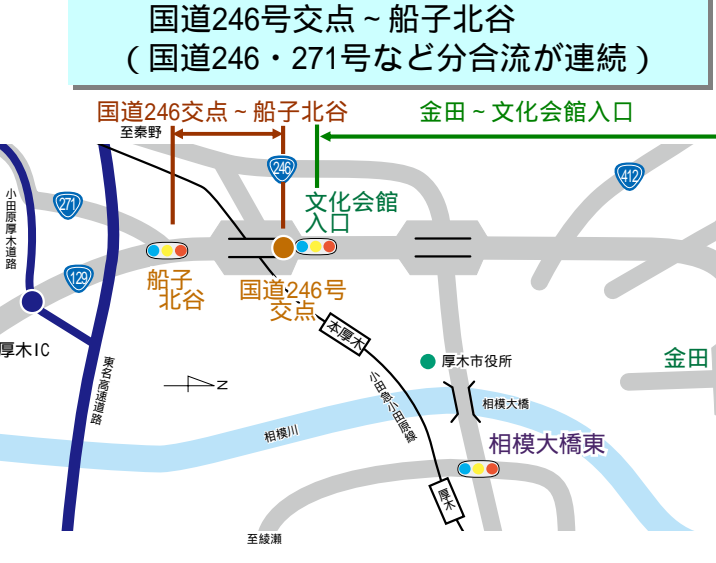 国道246号交点~船子北谷
(国道246・271号など分合流が連続)
国道246交点~船子北谷
金田~文化会館入口
至秦野
246
412
小田原厚木道路
271
文化会館
入口
129
船子
北谷
国道246号
交点
厚木IC
本厚木
東名高速道路
N
小田急小田原線
厚木市役所
金田
相模大橋
相模川
相模大橋東
厚木
至綾瀬